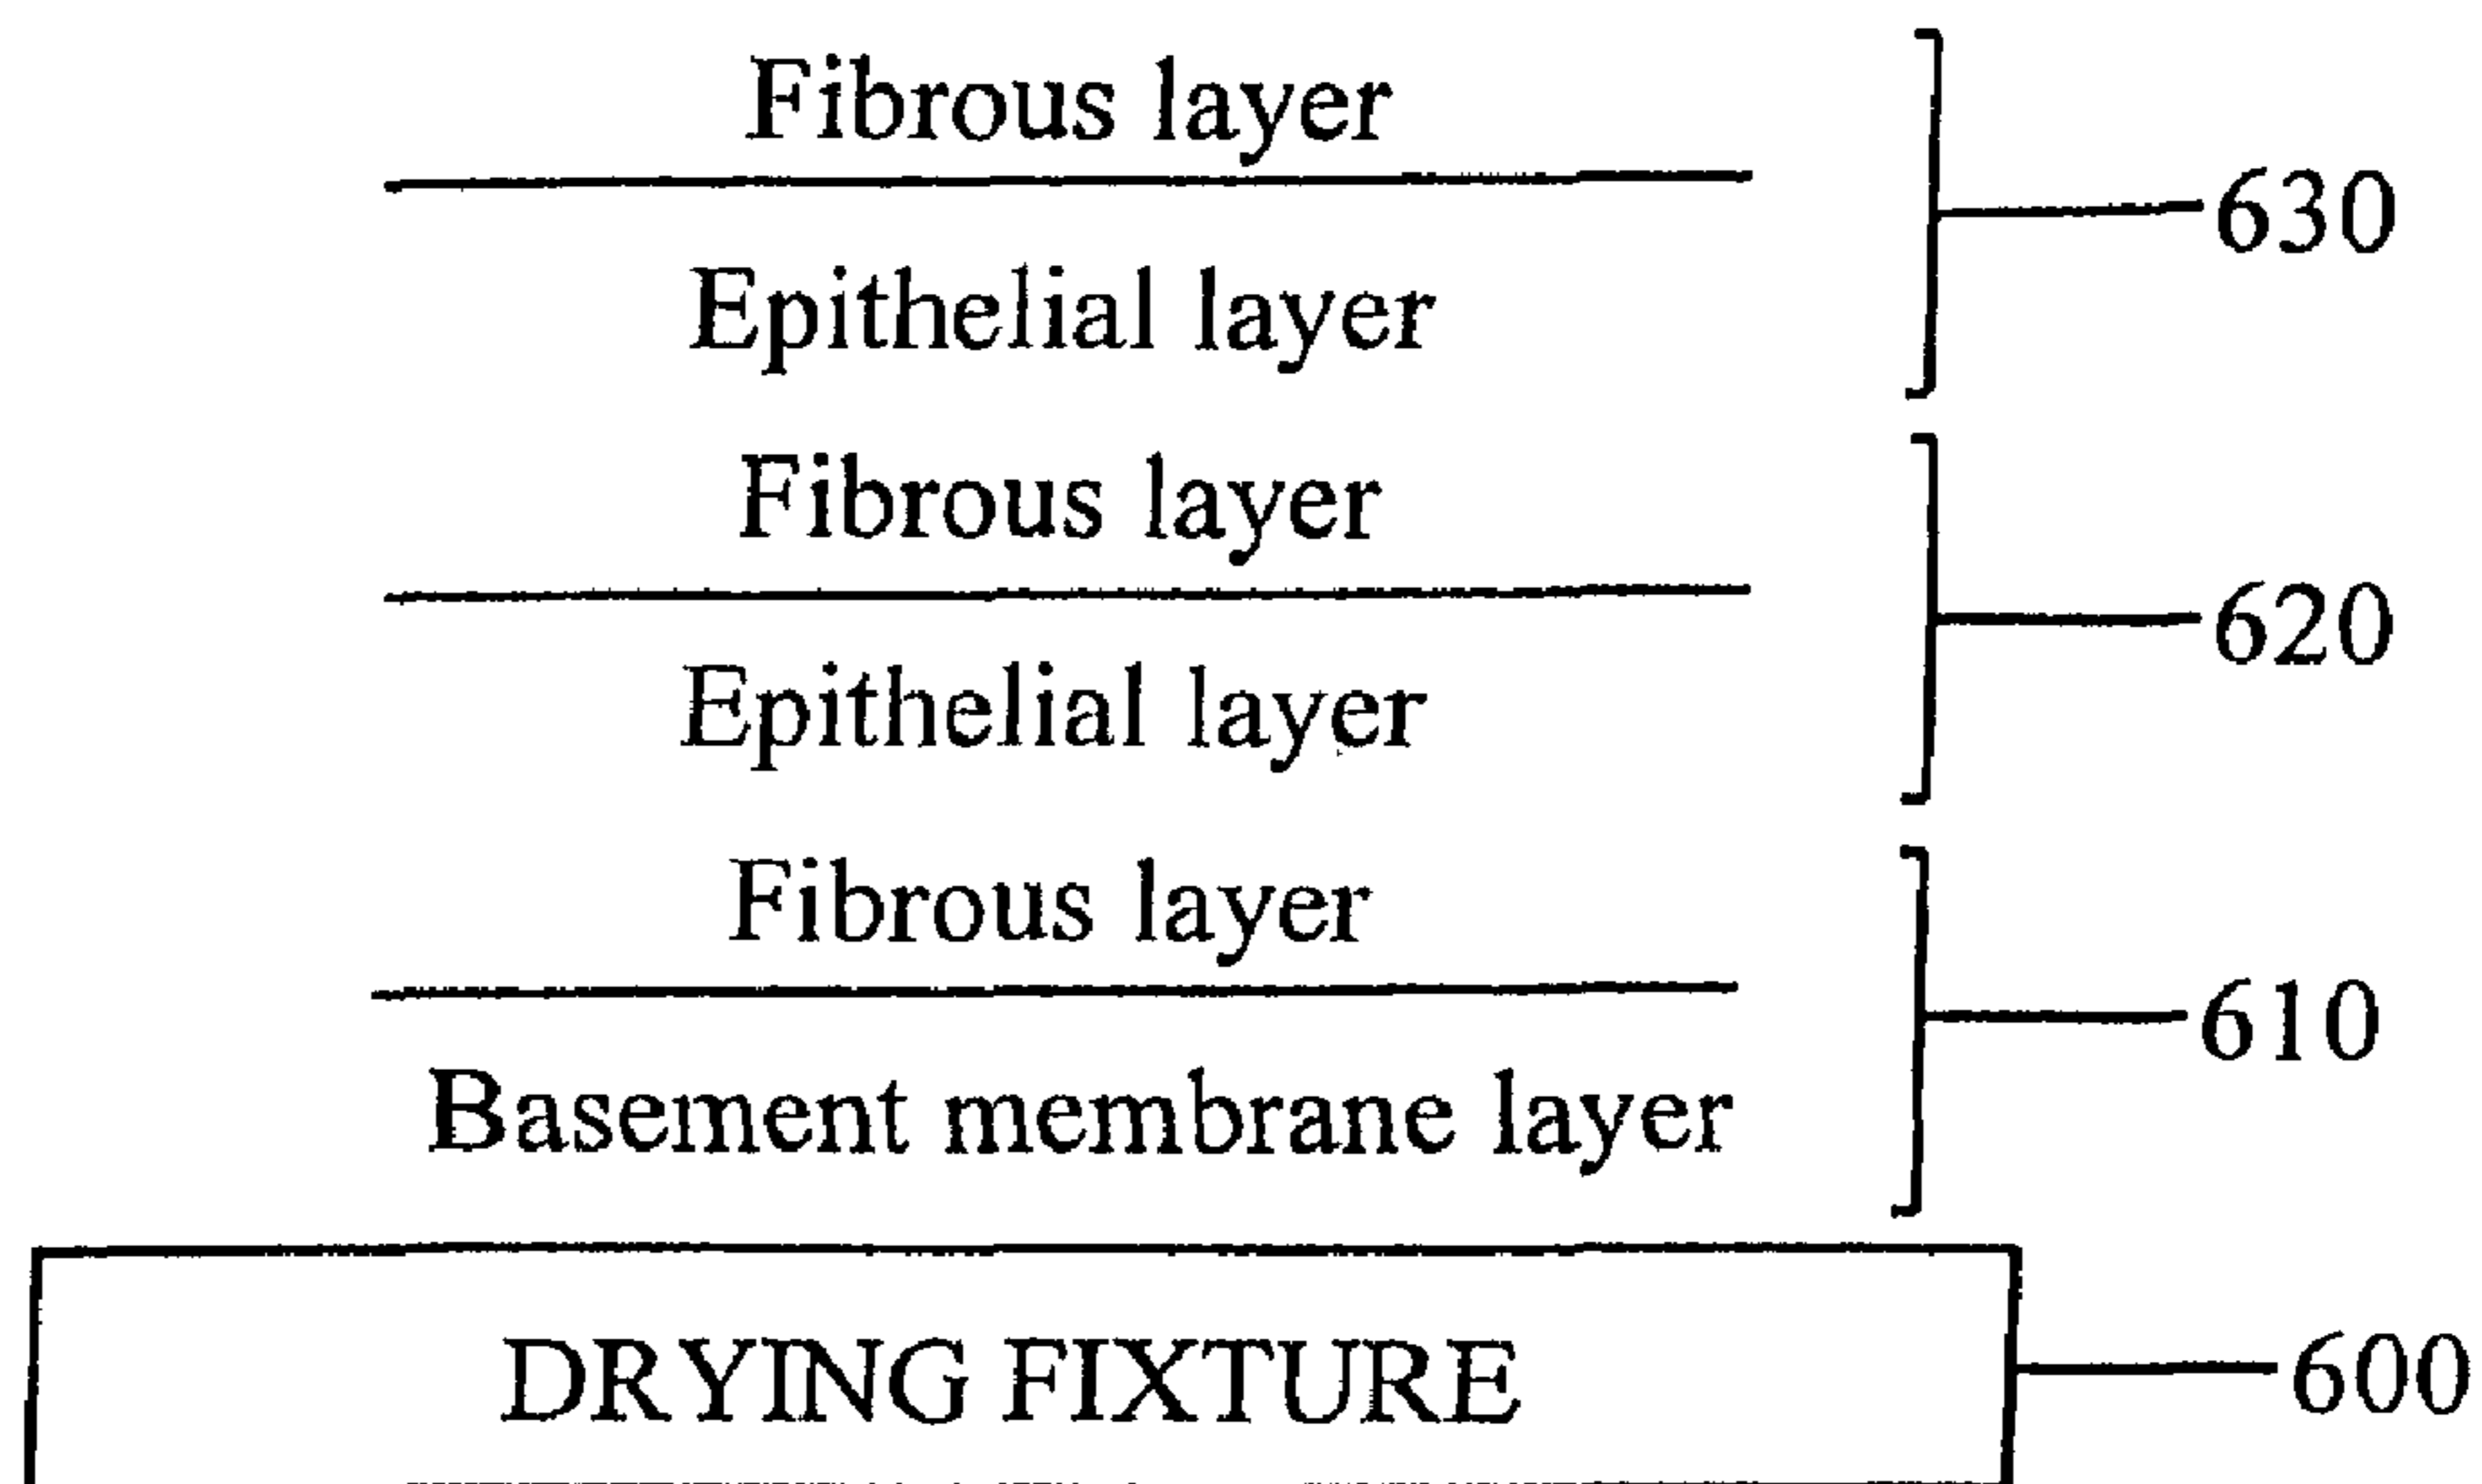 Fibrous layer
630
Epithelial layer
Fibrous layer
620
Epithelial layer
Fibrous layer
610
Basement membrane layer
DRYING FIXTURE
600